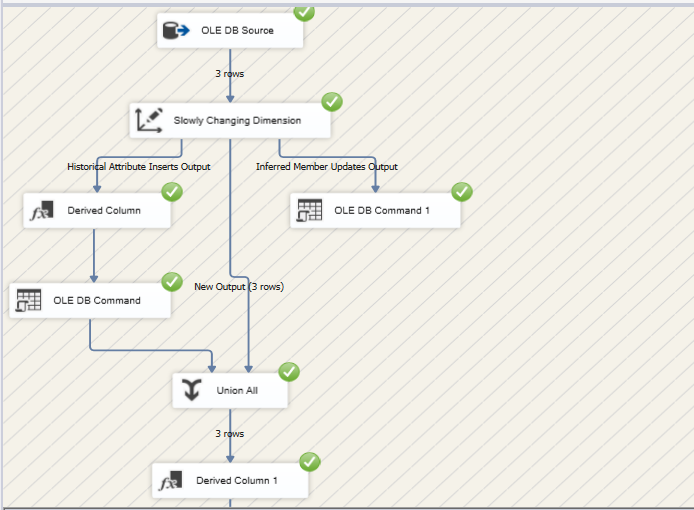 OLE DB Source
3 rows
Slowly Changing Dimension
Historical Attribute Inserts Output
Inferred Member Updates Output
Derived Column
OLE DB Command 1
New Output (3 rows)
OLE DB Command
Union All
3 rows
Derived Column 1